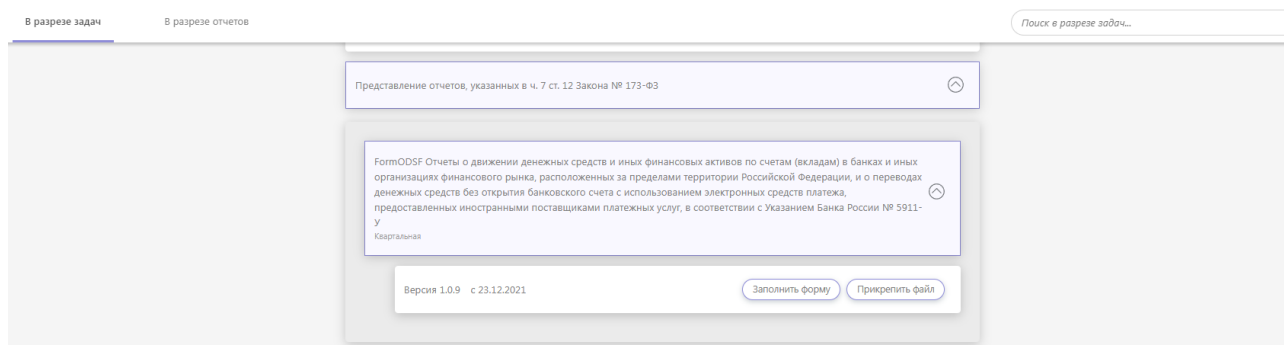 В разрезе задач
В разрезе отчетов
Поиск в разрезе задач...
Представление отчетов, указанных в ч. 7 ст. 12 Закона № 173-ФЗ
FormODSF Отчеты о движении денежных средств и иных финансовых активов по счетам (вкладам) в банках и иных
организациях финансового рынка, расположенных за пределами территории Российской Федерации, и о переводах
денежных средств без открытия банковского счета с использованием электронных средств платежа,
предоставленных иностранными поставщиками платежных услуг, в соответствии с Указанием Банка России № 5911-
У
Квартальная
Версия 1.0.9 с 23.12.2021
Заполнить форму
Прикрепить файл